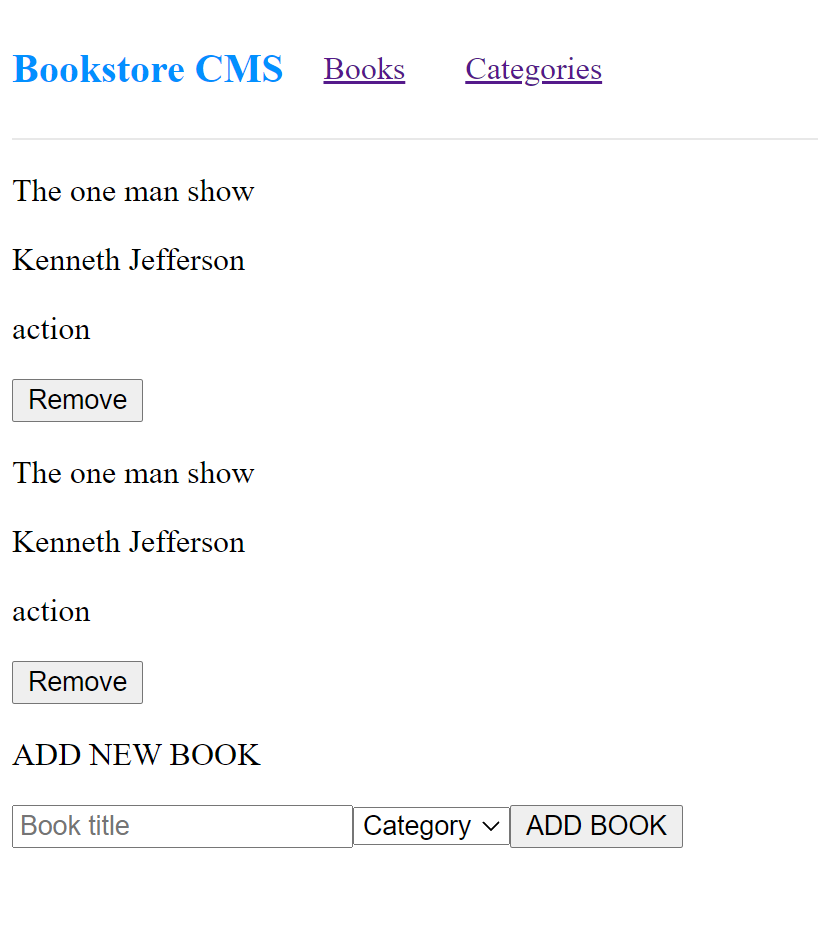 Bookstore CMS Books Categories
The one man show
Kenneth Jefferson
action
Remove
The one man show
Kenneth Jefferson
action
Remove
ADD NEW BOOK
Book title Category ADD BOOK